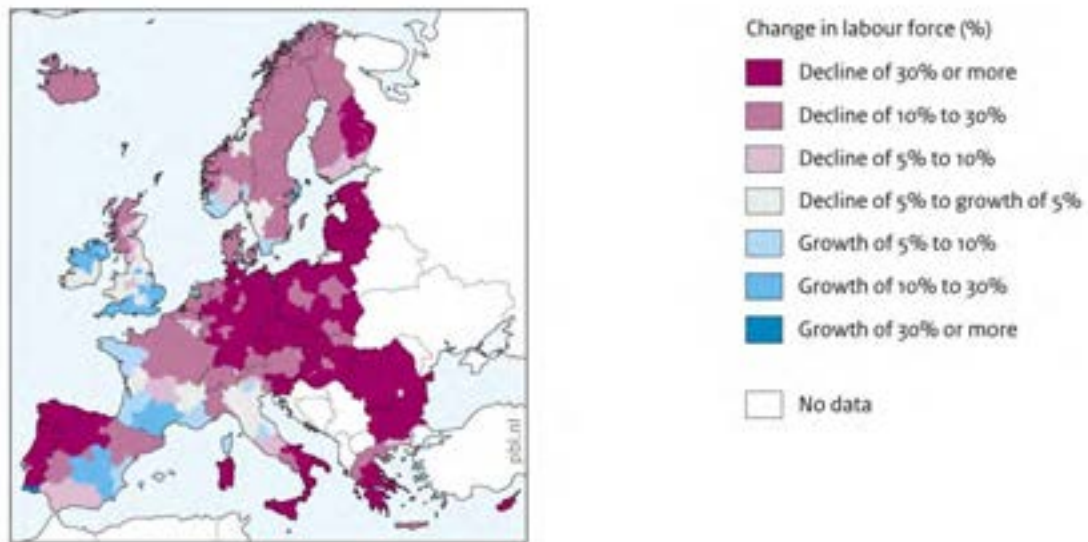 Change in labour force (%)
Decline of 30% or more
Decline of 10% to 30%
Decline of 5% to 10%
Decline of 5% to growth of 5%
Growth of 5% to 10%
Growth of 10% to 30%
Growth of 30% or more
No data
pbl.nl